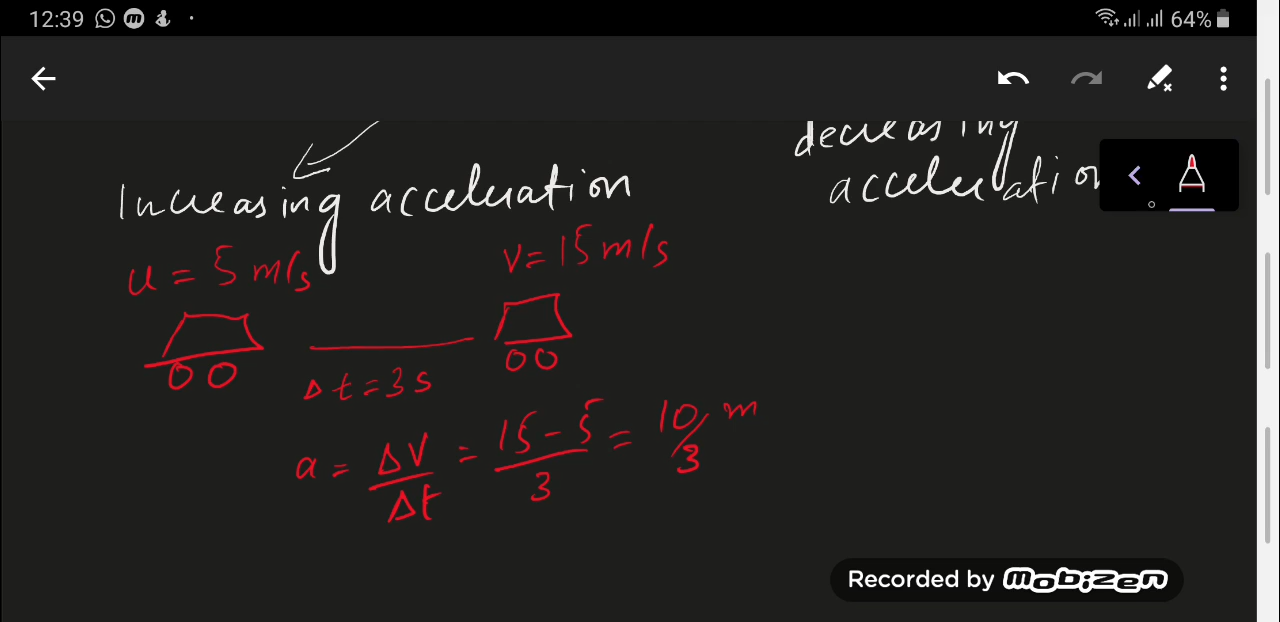 12:39 64%
decreasing
acceleration
Increasing acceleration
u = 5 m/s
v = 15 m/s
Δt = 3s
a = ΔV/Δt = 15-5/3 = 10/3 m
Recorded by mobizen